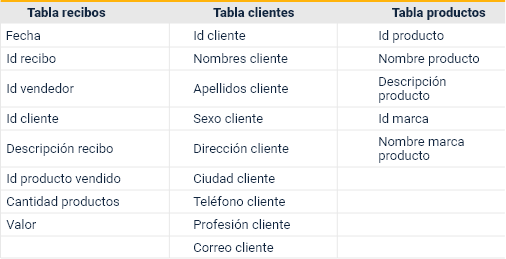 Tabla recibos Tabla clientes Tabla productos
Fecha Id cliente Id producto
Id recibo Nombres cliente Nombre producto
Id vendedor Apellidos cliente Descripción
producto
Id cliente Sexo cliente Id marca
Descripción recibo Dirección cliente Nombre marca
producto
Id producto vendido Ciudad cliente
Cantidad productos Teléfono cliente
Valor Profesión cliente
Correo cliente